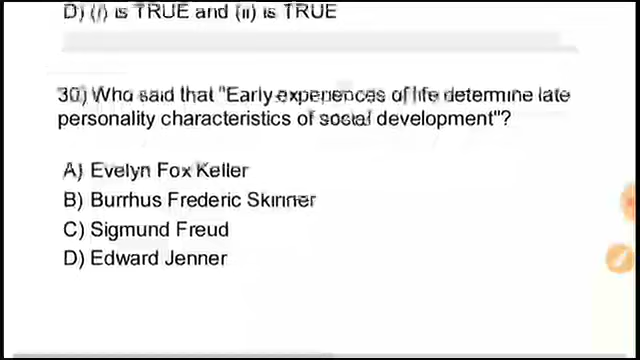 D) (i) is TRUE and (ii) is TRUE
30) Who said that "Early experiences of life determine late
personality characteristics of social development"?
A) Evelyn Fox Keller
B) Burrhus Frederic Skinner
C) Sigmund Freud
D) Edward Jenner